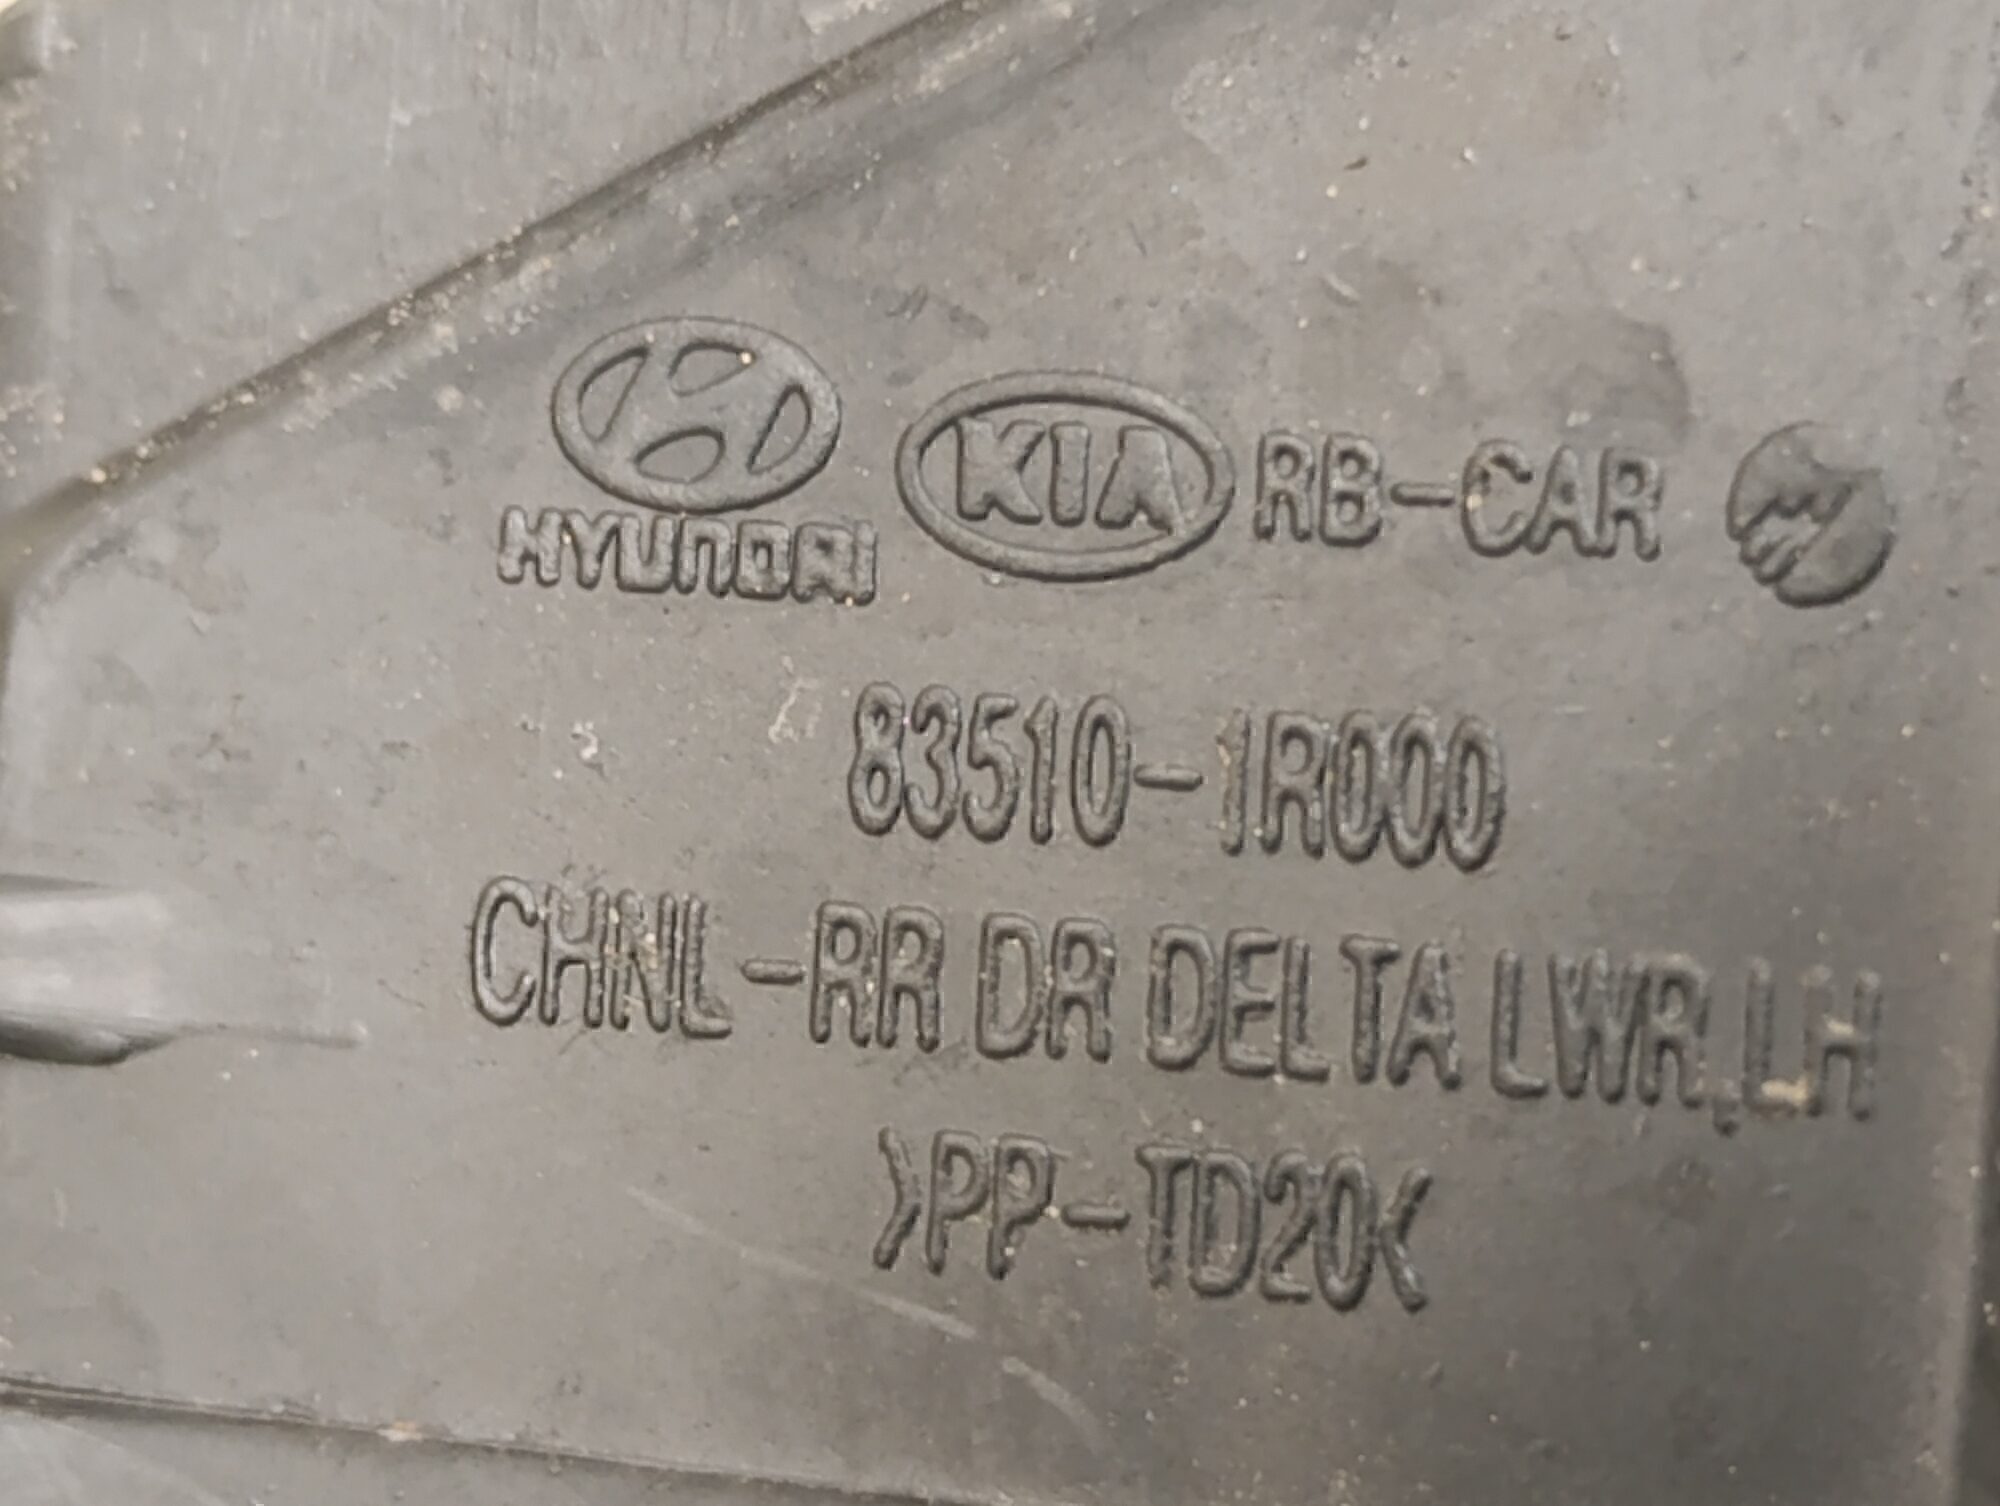 HYUNDAI KIA RB-CAR
83510-1R000
CHNL-RR DR DELTA LWR,LH
>PP-TD20<